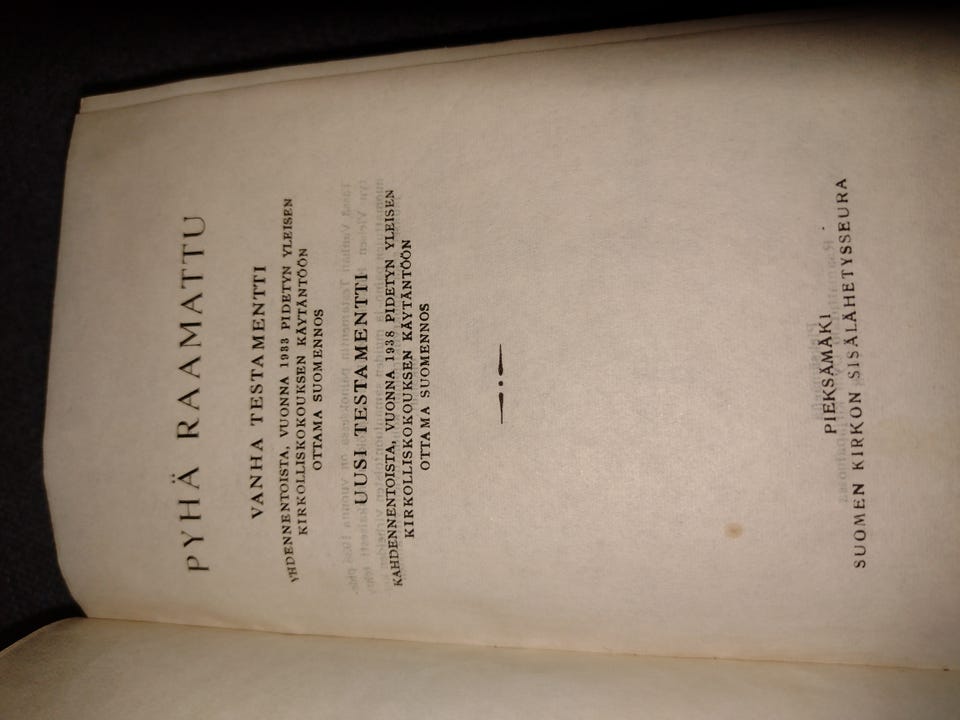 PYHÄ RAAMATTU
VANHA TESTAMENTTI
YHDENNENTOISTA, VUONNA 1933 PIDETYN YLEISEN
KIRKOLLISKOKOUKSEN KÄYTÄNTÖÖN
OTTAMA SUOMENNOS
UUSI TESTAMENTTI
KAHDENNENTOISTA, VUONNA 1938 PIDETYN YLEISEN
KIRKOLLISKOKOUKSEN KÄYTÄNTÖÖN
OTTAMA SUOMENNOS
PIEKSÄMÄKI
SUOMEN KIRKON SISÄLÄHETYSSEURA